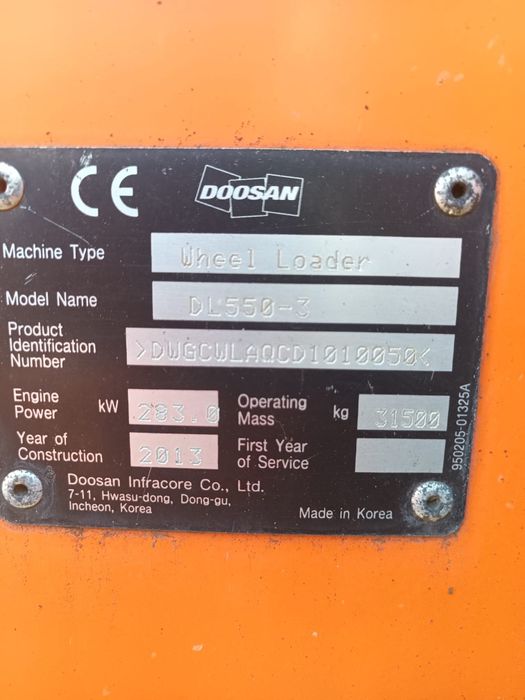 CE DOOSAN
Machine Type Wheel Loader
Model Name DL550-3
Product
Identification
Number >DWGCWLAQCD1010050<
Engine
Power kW 283.0
Operating
Mass kg 31500
Year of
Construction 2013
First Year
of Service
Doosan Infracore Co., Ltd.
7-11, Hwasu-dong, Dong-gu,
Incheon, Korea
Made in Korea
950205-01325A